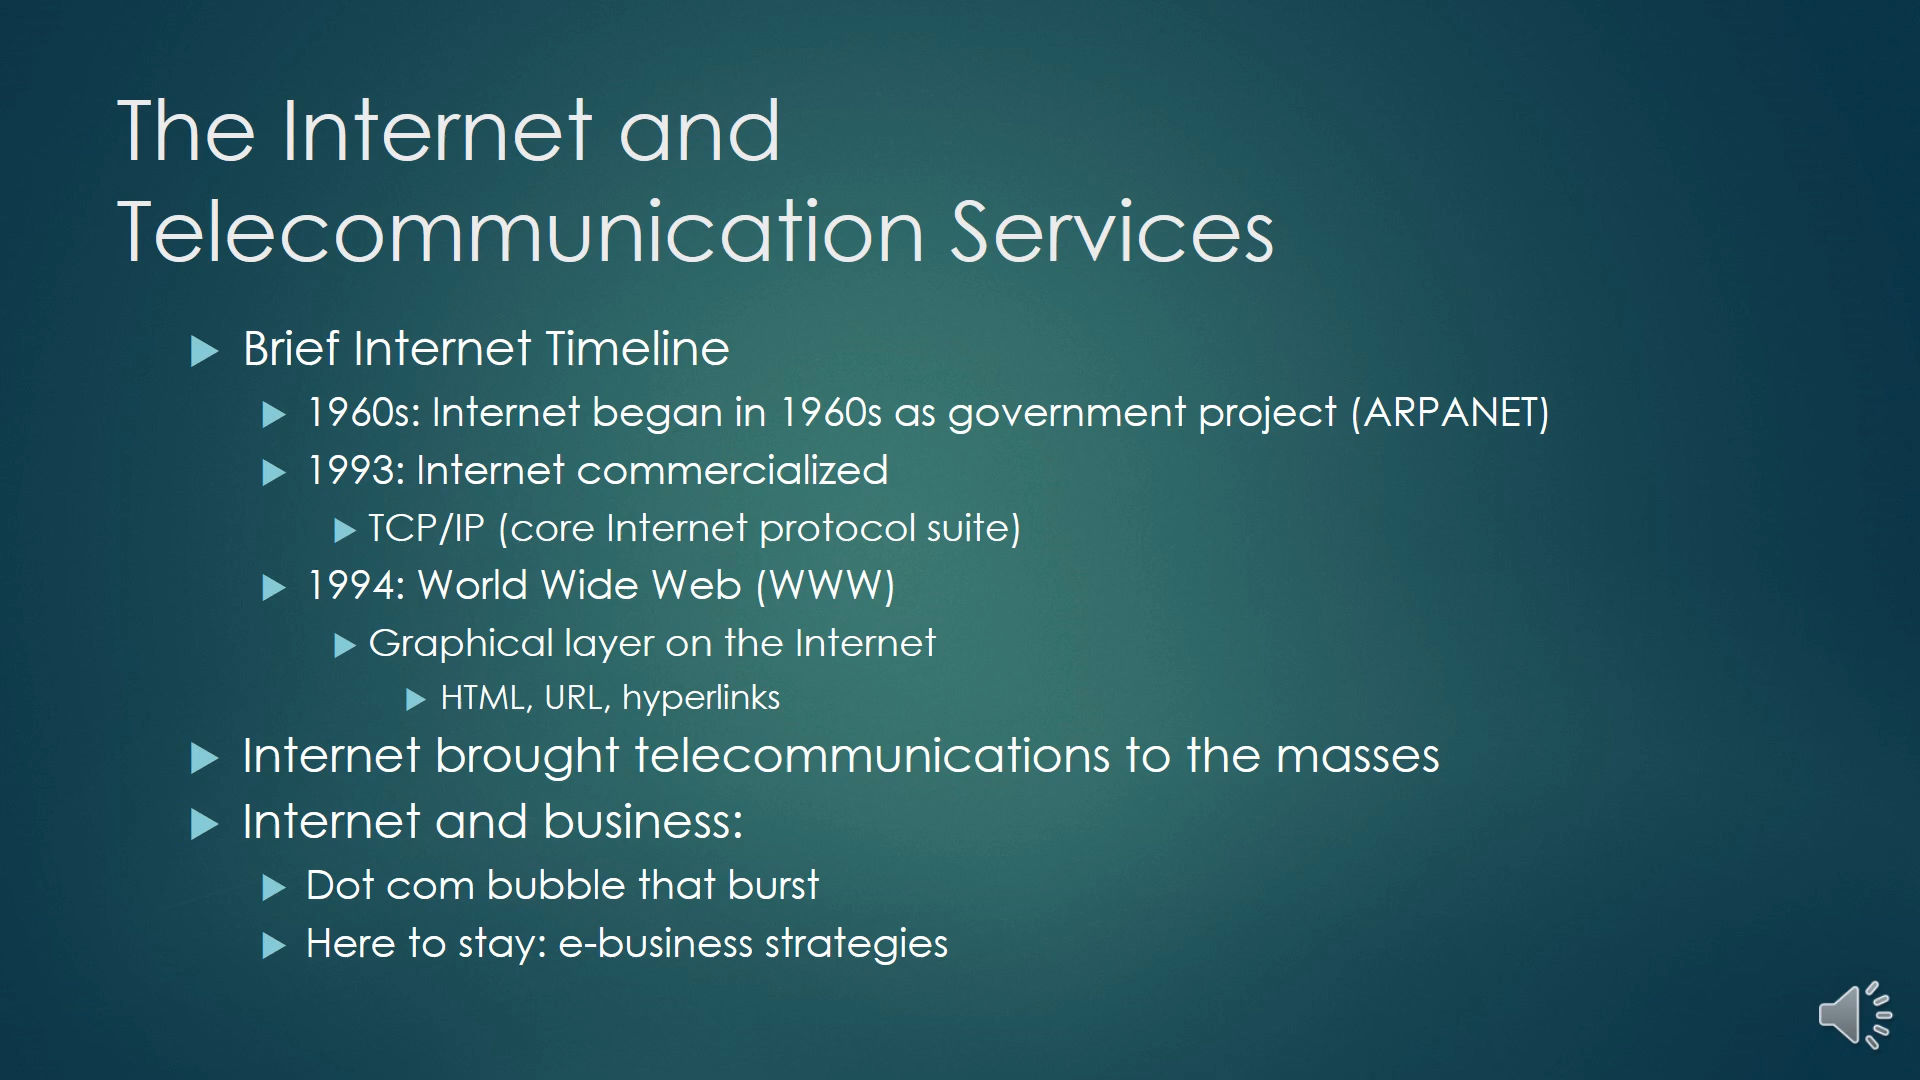 The Internet and
Telecommunication Services
Brief Internet Timeline
1960s: Internet began in 1960s as government project (ARPANET)
1993: Internet commercialized
TCP/IP (core Internet protocol suite)
1994: World Wide Web (WWW)
Graphical layer on the Internet
HTML, URL, hyperlinks
Internet brought telecommunications to the masses
Internet and business:
Dot com bubble that burst
Here to stay: e-business strategies